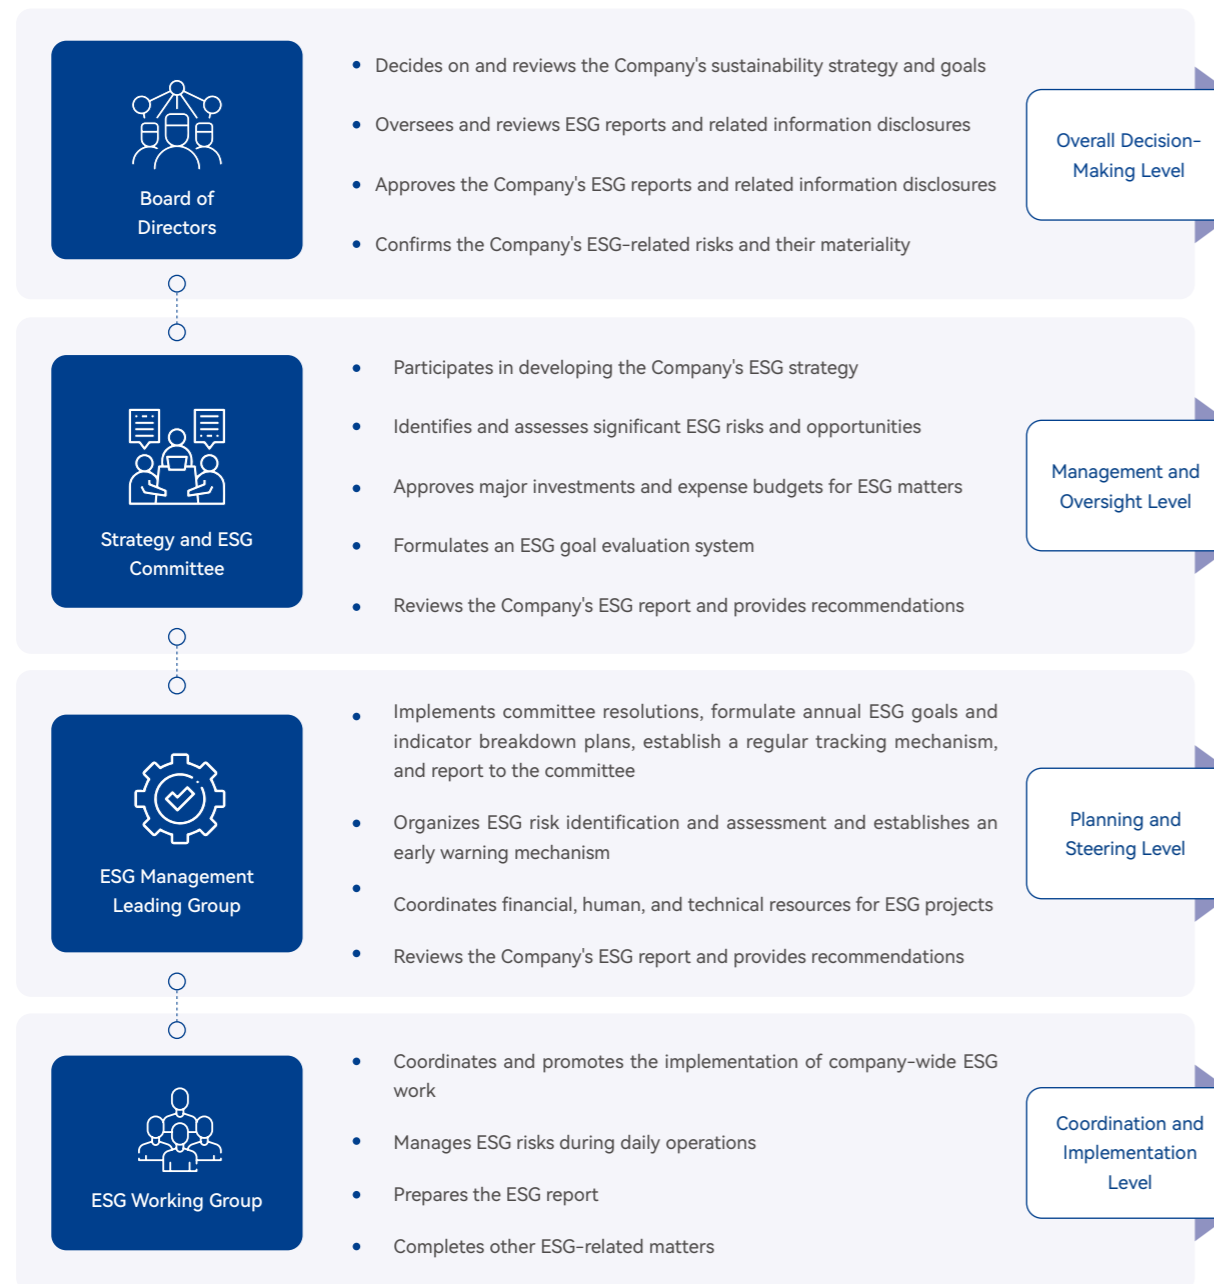 Board of
Directors
• Decides on and reviews the Company's sustainability strategy and goals
• Oversees and reviews ESG reports and related information disclosures
• Approves the Company's ESG reports and related information disclosures
• Confirms the Company's ESG-related risks and their materiality
Overall Decision-
Making Level
Strategy and ESG
Committee
• Participates in developing the Company's ESG strategy
• Identifies and assesses significant ESG risks and opportunities
• Approves major investments and expense budgets for ESG matters
• Formulates an ESG goal evaluation system
• Reviews the Company's ESG report and provides recommendations
Management and
Oversight Level
ESG Management
Leading Group
• Implements committee resolutions, formulate annual ESG goals and
indicator breakdown plans, establish a regular tracking mechanism,
and report to the committee
• Organizes ESG risk identification and assessment and establishes an
early warning mechanism
• Coordinates financial, human, and technical resources for ESG projects
• Reviews the Company's ESG report and provides recommendations
Planning and
Steering Level
ESG Working Group
• Coordinates and promotes the implementation of company-wide ESG
work
• Manages ESG risks during daily operations
• Prepares the ESG report
• Completes other ESG-related matters
Coordination and
Implementation
Level